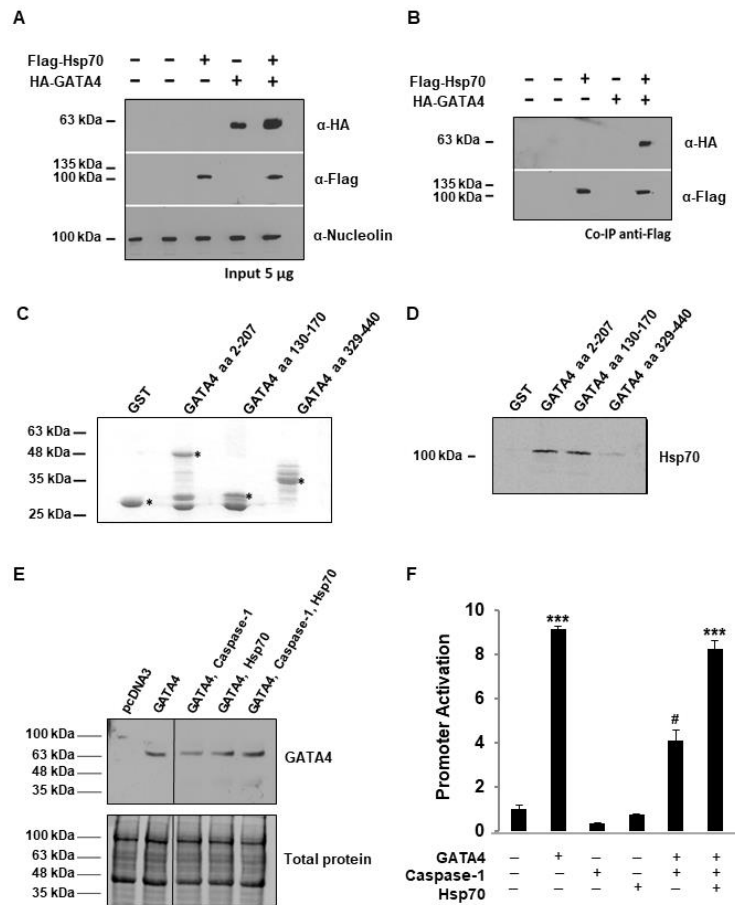 A
Flag-Hsp70 – – + – +
HA-GATA4 – – – + +
63 kDa –
α-HA
135 kDa –
100 kDa –
α-Flag
100 kDa –
α-Nucleolin
Input 5 µg
B
Flag-Hsp70 – – + – +
HA-GATA4 – – – + +
63 kDa –
α-HA
135 kDa –
100 kDa –
α-Flag
Co-IP anti-Flag
C
GST
GATA4 aa 2-207
GATA4 aa 130-170
GATA4 aa 329-440
63 kDa –
48 kDa –
35 kDa –
25 kDa –
* * * *
D
GST
GATA4 aa 2-207
GATA4 aa 130-170
GATA4 aa 329-440
100 kDa –
Hsp70
E
pcDNA3
GATA4
GATA4, Caspase-1
GATA4, Hsp70
GATA4, Caspase-1, Hsp70
100 kDa
63 kDa
48 kDa
35 kDa
GATA4
100 kDa
63 kDa
48 kDa
35 kDa
Total protein
F
Promoter Activation
10
8
6
4
2
0
***
#
***
GATA4 – + – – + +
Caspase-1 – – + – + +
Hsp70 – – – + – +